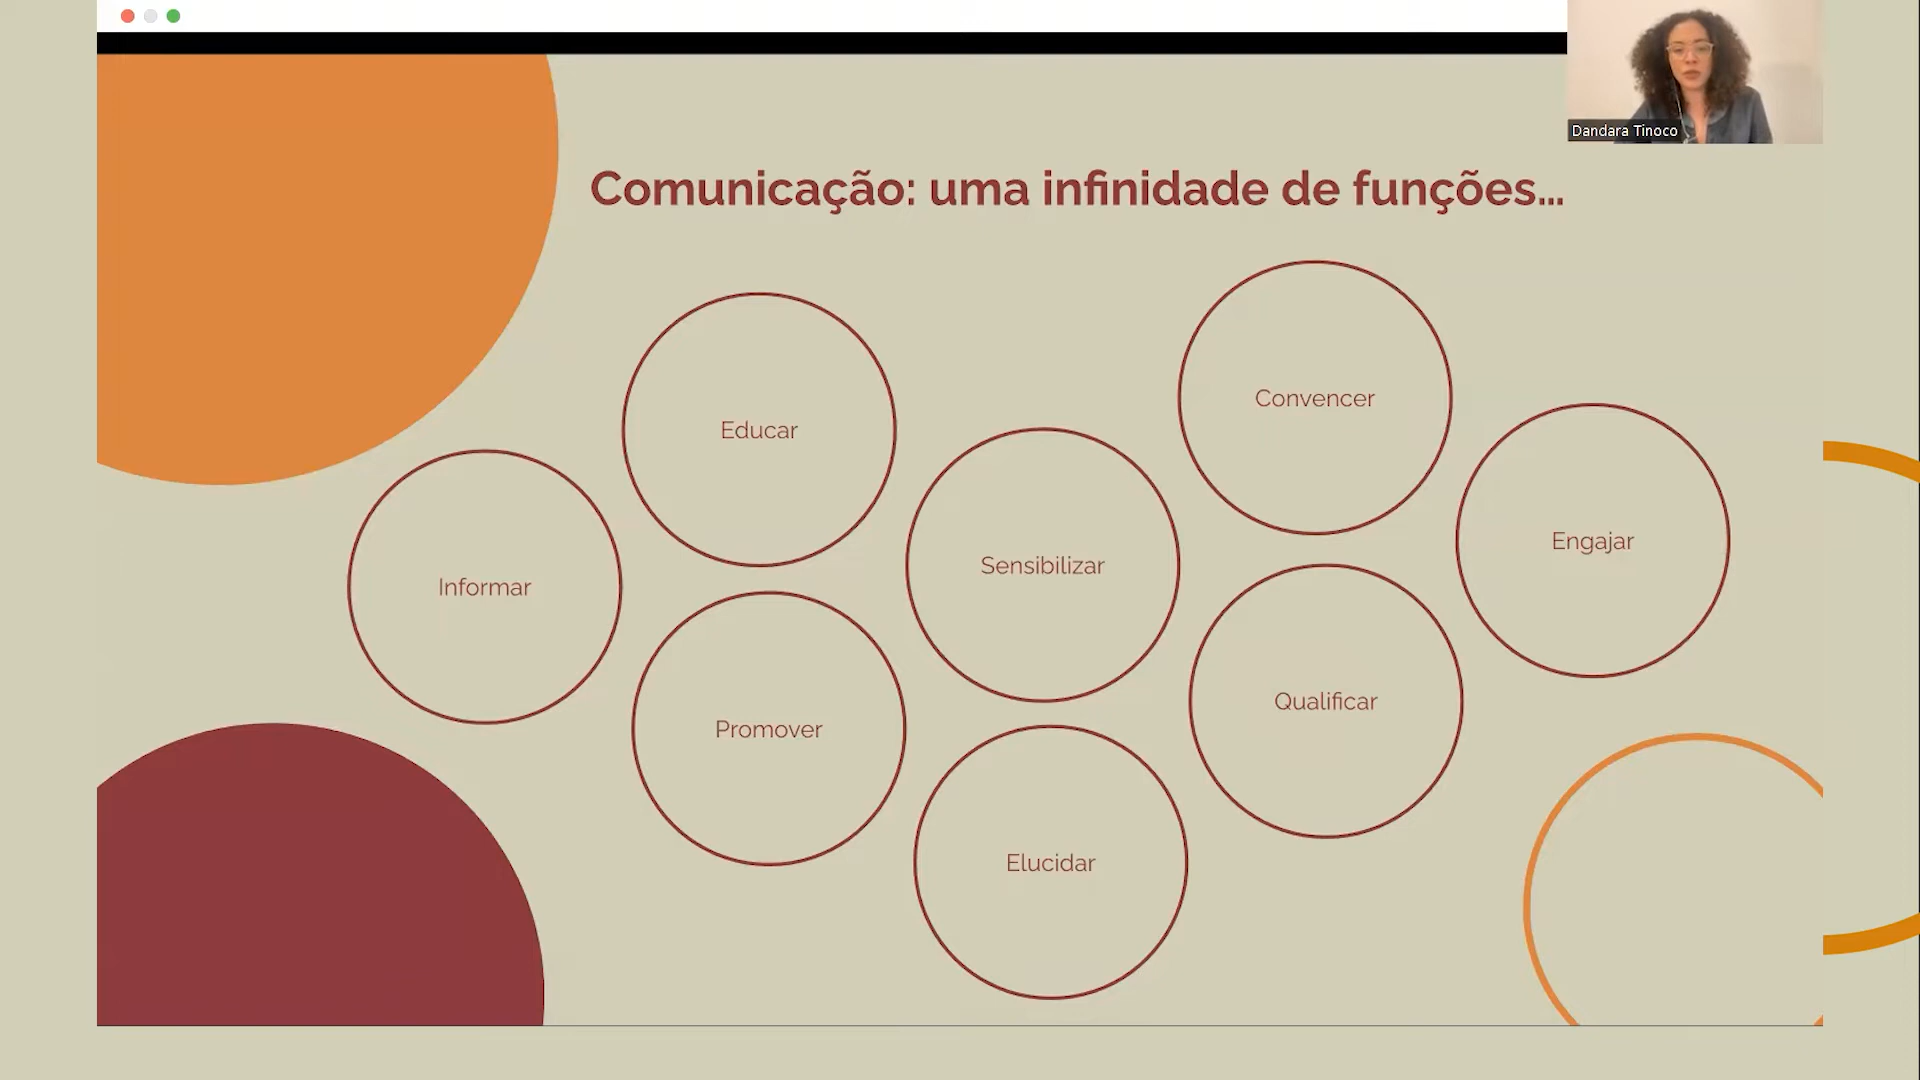 Dandara Tinoco
Comunicação: uma infinidade de funções...
Convencer
Educar
Engajar
Sensibilizar
Informar
Qualificar
Promover
Elucidar